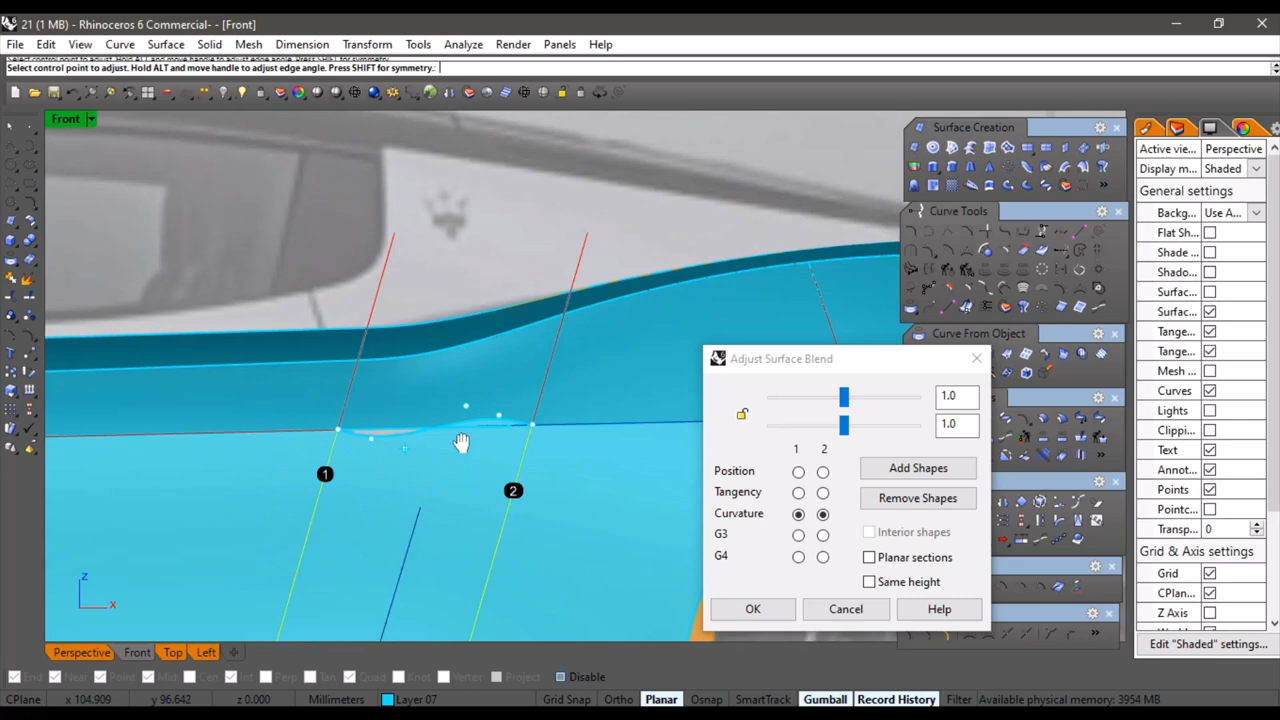 21 (1 MB) - Rhinoceros 6 Commercial- - [Front]
File Edit View Curve Surface Solid Mesh Dimension Transform Tools Analyze Render Panels Help
Select control point to adjust. Hold ALT and move handle to adjust edge angle. Press SHIFT for symmetry.:
Front
Surface Creation
Active vie... Perspective
Display m... Shaded
General settings
Backg... Use A...
Curve Tools
Flat Sh...
Shade ...
Shado...
Surfac...
Surfac...
Tange...
Curve From Object
Tange...
Adjust Surface Blend
Mesh ...
Curves
1.0
Lights
1.0
Clippi...
1 2
Text
Position
Add Shapes
Annot...
1
Tangency
Points
2
Remove Shapes
Curvature
Pointc...
G3
Interior shapes
Transp... 0
G4
Planar sections
Grid & Axis settings
Same height
Grid
CPlan...
OK Cancel Help
Z Axis
z
x
Edit "Shaded" settings...
Perspective Front Top Left
End Near Point Mid Cen Int Perp Tan Quad Knot Vertex Project Disable
CPlane x 104.909 y 96.642 z 0.000 Millimeters Layer 07 Grid Snap Ortho Planar Osnap SmartTrack Gumball Record History Filter Available physical memory: 3954 MB